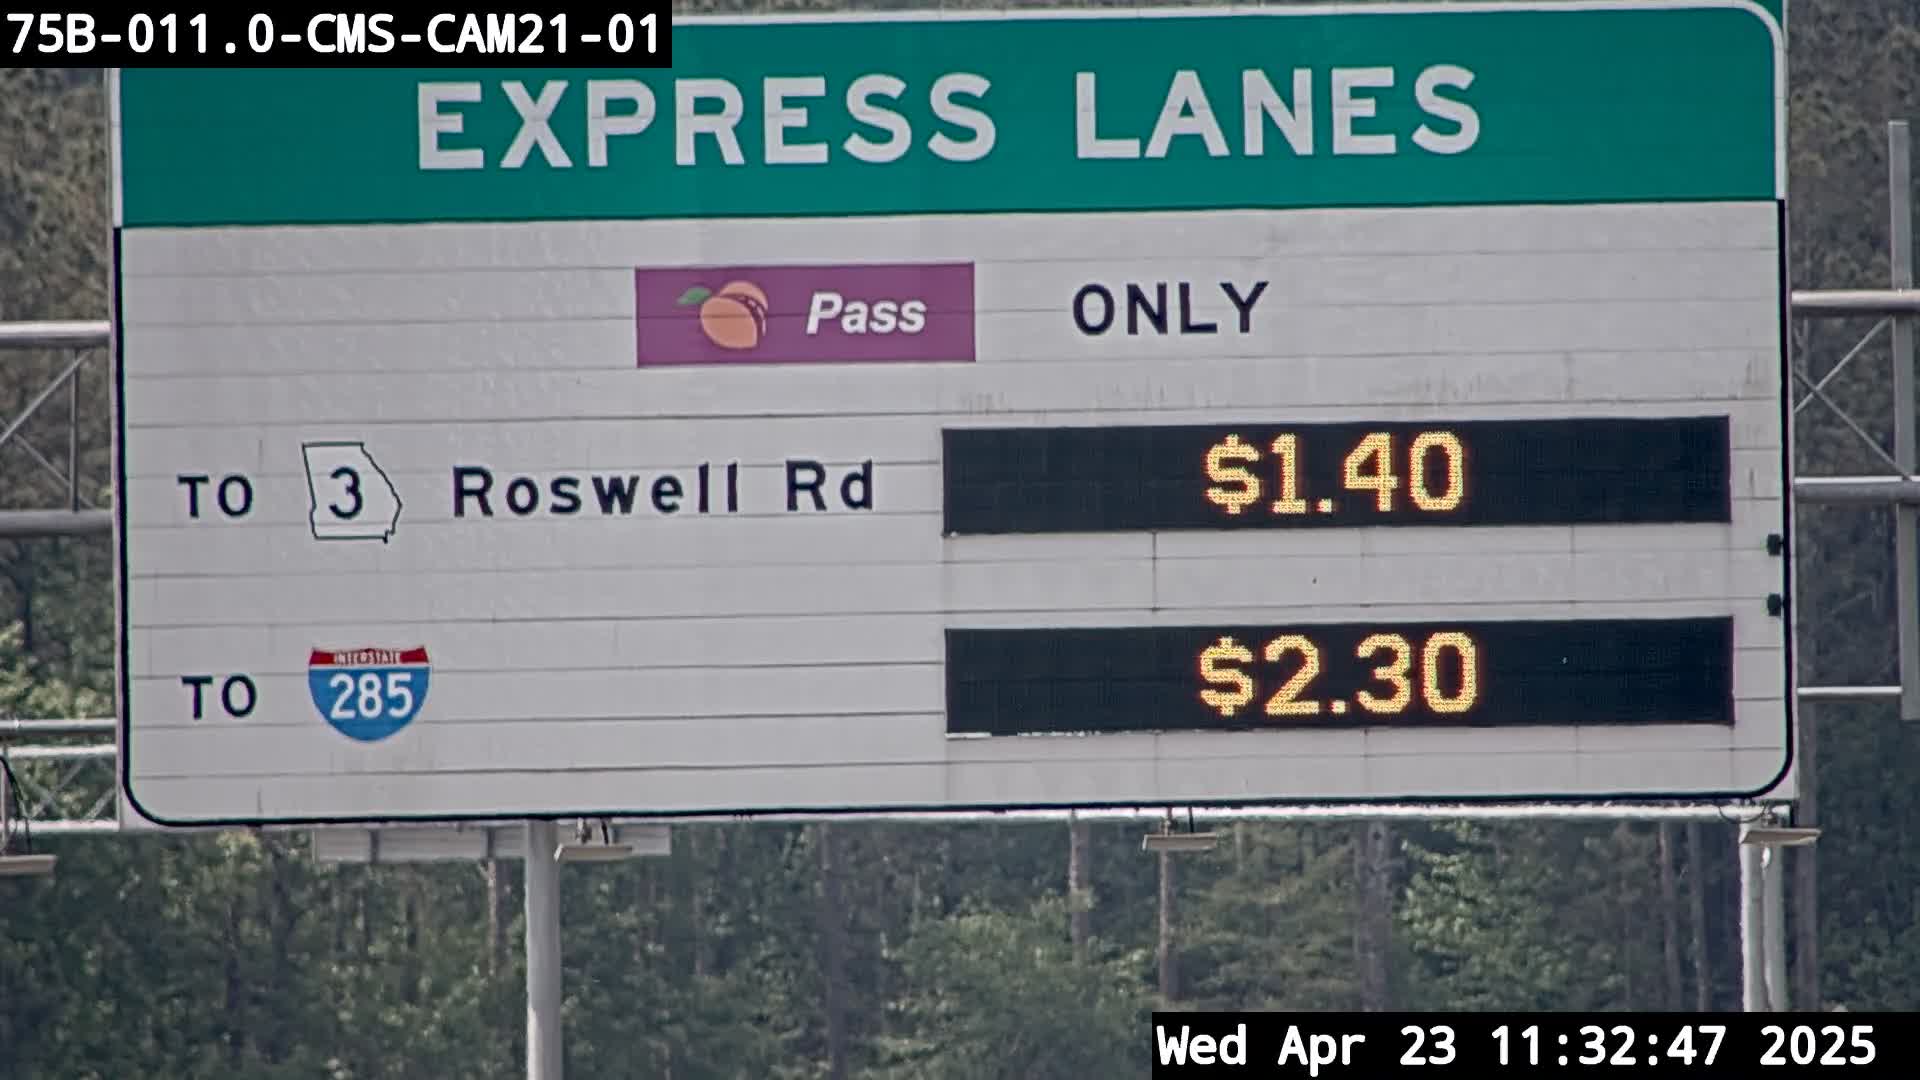 75B-011.0-CMS-CAM21-01
EXPRESS LANES
Pass ONLY
TO 3 Roswell Rd $1.40
INTERSTATE
TO 285 $2.30
Wed Apr 23 11:32:47 2025